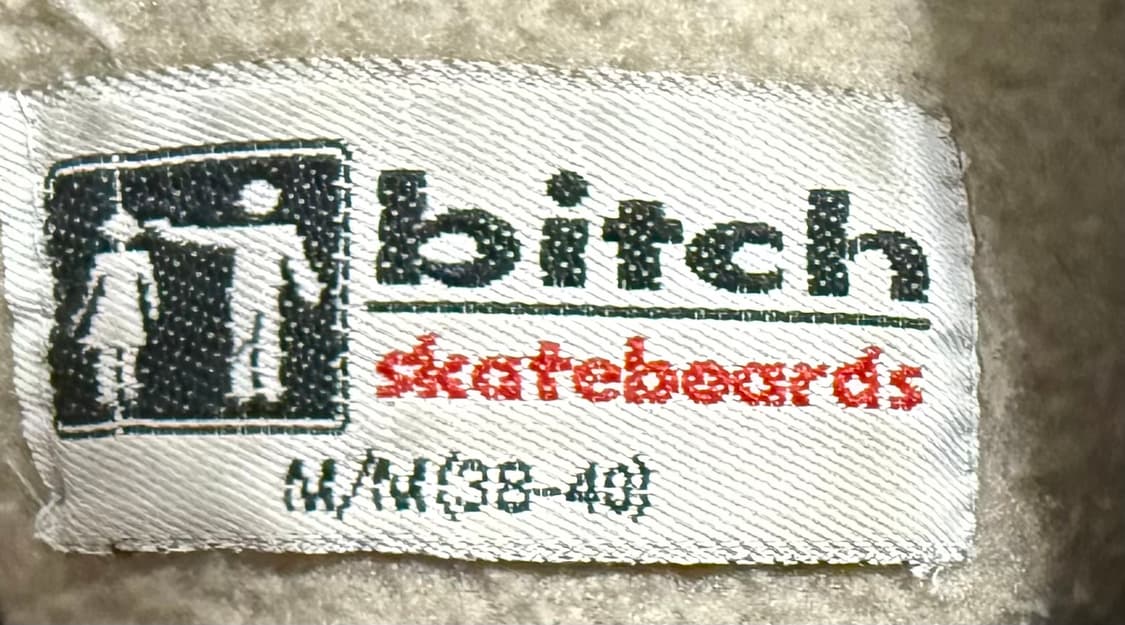 bitch
skateboards
M/M(38-40)